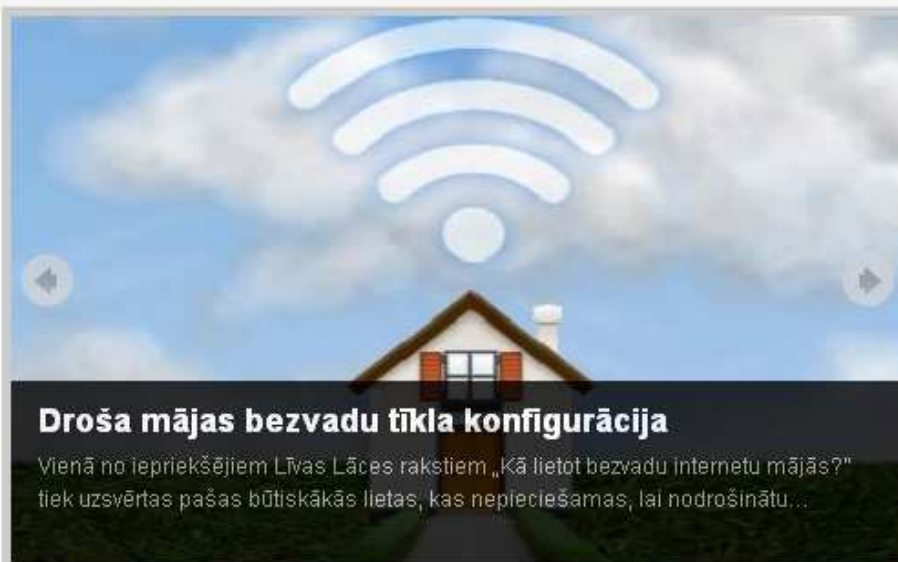 Droša mājas bezvadu tīkla konfigurācija
Vienā no iepriekšējiem Līvas Lāces rakstiem „Kā lietot bezvadu internetu mājās?"
tiek uzsvērtas pašas būtiskākās lietas, kas nepieciešamas, lai nodrošinātu...